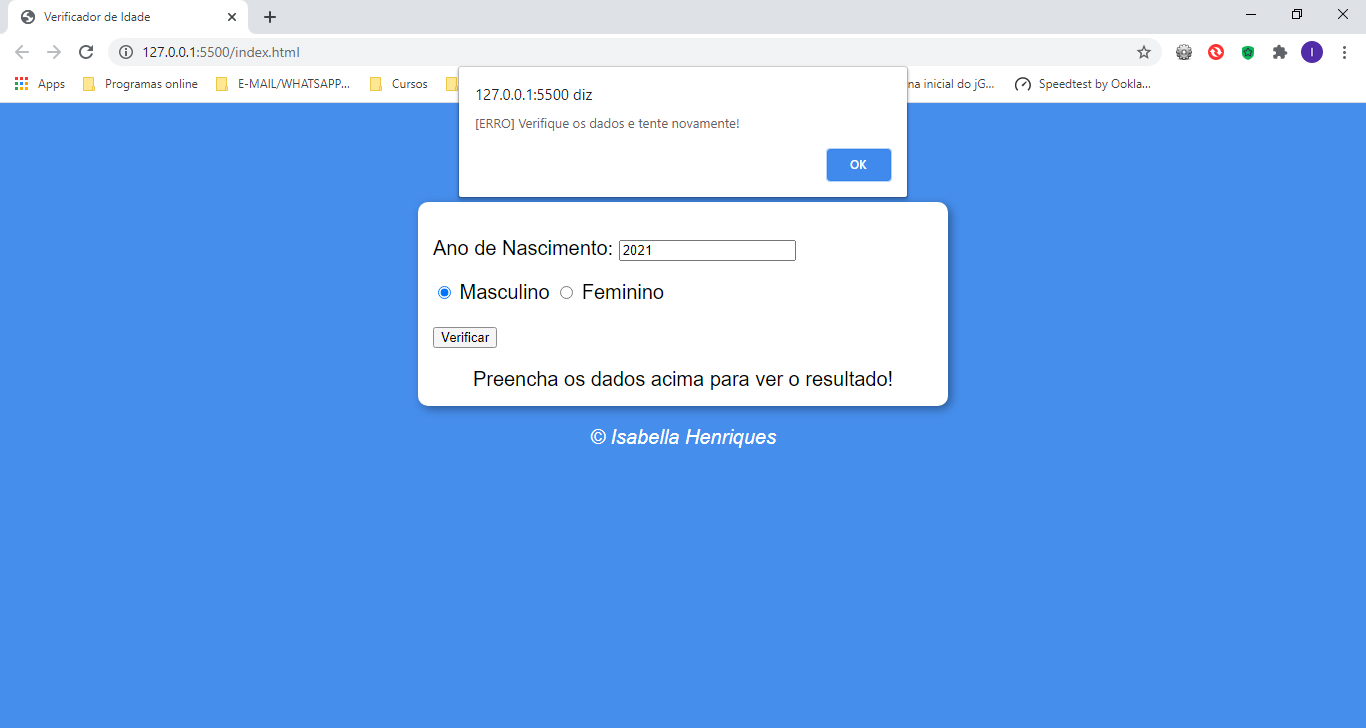 Verificador de Idade
127.0.0.1:5500/index.html
I
Apps Programas online E-MAIL/WHATSAPP... Cursos na inicial do jG... Speedtest by Ookla...
127.0.0.1:5500 diz
[ERRO] Verifique os dados e tente novamente!
OK
Ano de Nascimento: 2021
Masculino Feminino
Verificar
Preencha os dados acima para ver o resultado!
© Isabella Henriques